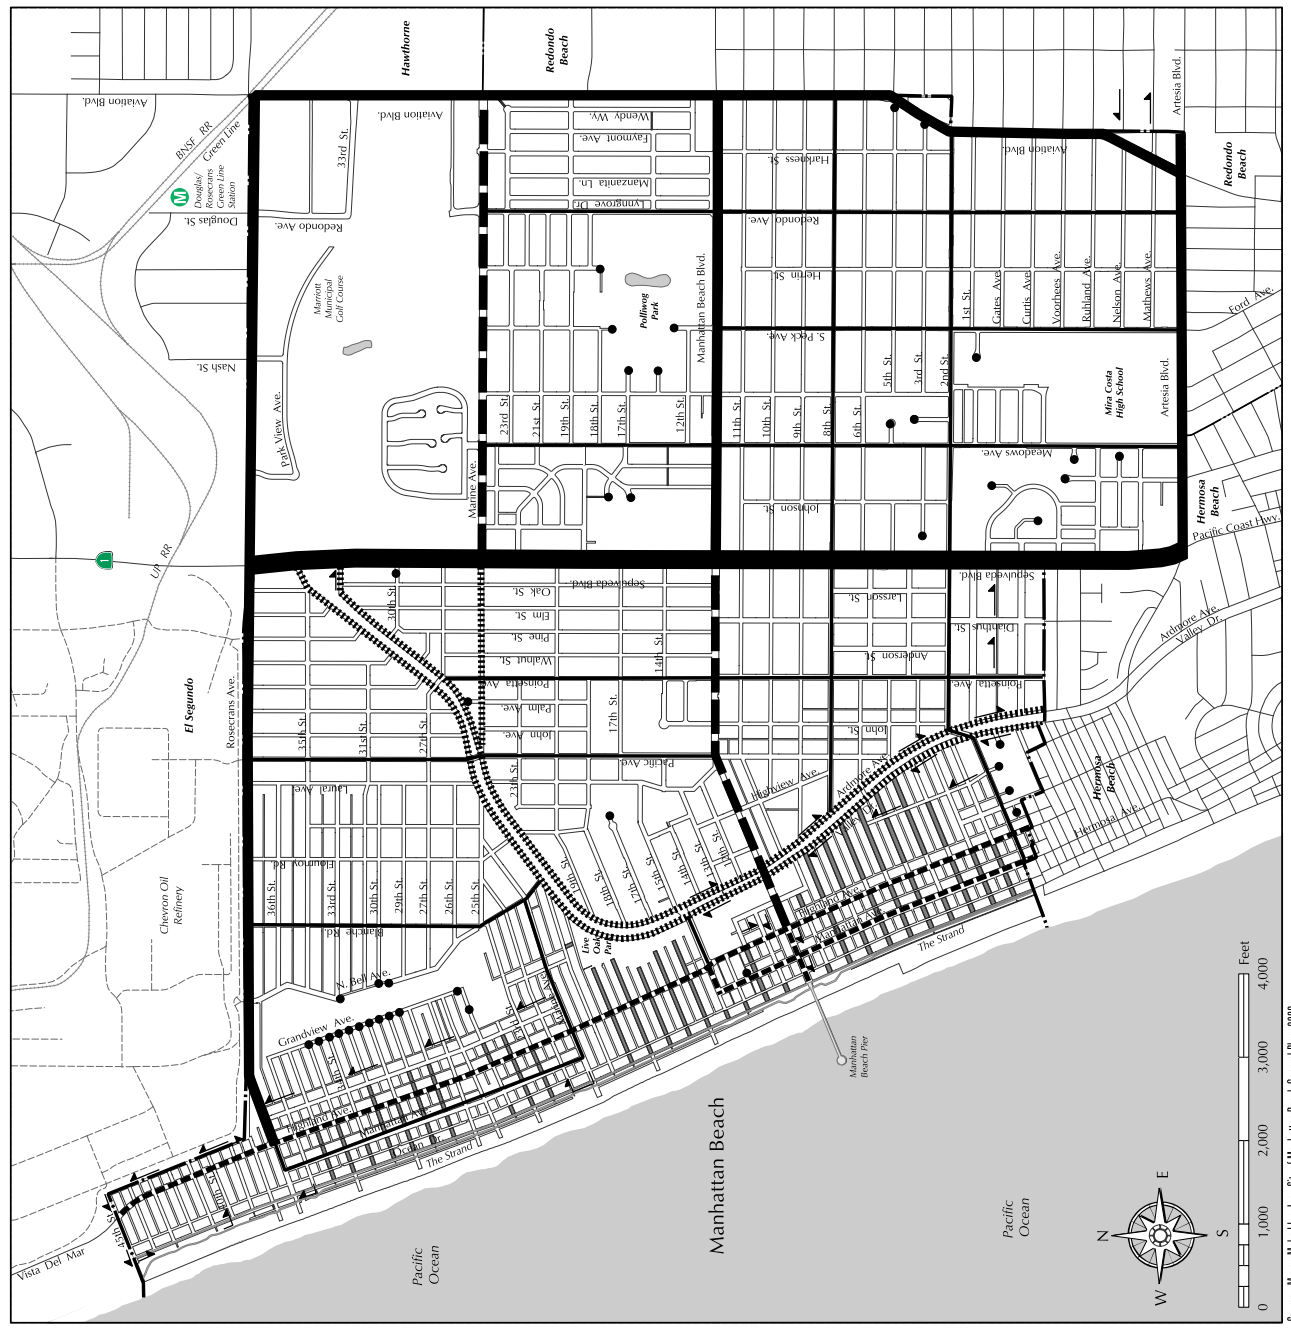 Hawthorne
Redondo
Beach
Aviation Blvd.
BNSF RR
Green Line
M
Douglas/
Rosecrans
Green Line
Station
Douglas St.
33rd St.
Aviation Blvd.
Redondo Ave.
Wendy Wy.
Faymont Ave.
Manzanita Ln.
Lynngrove Dr.
Harkness St.
Redondo Ave.
Herrin St.
S. Peck Ave.
Aviation Blvd.
Artesia Blvd.
Redondo
Beach
Marriott
Municipal
Golf Course
Polliwog
Park
Manhattan Beach Blvd.
1st St.
Gates Ave.
Curtis Ave.
Voorhees Ave.
Ruhland Ave.
Nelson Ave.
Mathews Ave.
Ford Ave.
Nash St.
Park View Ave.
Marine Ave.
23rd St.
21st St.
19th St.
18th St.
17th St.
12th St.
11th St.
10th St.
9th St.
8th St.
6th St.
5th St.
3rd St.
2nd St.
Mira Costa
High School
Artesia Blvd.
Meadows Ave.
Johnson St.
Hermosa
Beach
Pacific Coast Hwy.
1
UP RR
30th St.
Sepulveda Blvd.
Oak St.
Elm St.
Pine St.
Walnut St.
Poinsettia Ave.
Palm Ave.
John Ave.
Pacific Ave.
14th St.
17th St.
Larsson St.
Anderson St.
John St.
Sepulveda Blvd.
Dianthus St.
Poinsettia Ave.
Ardmore Ave.
Valley Dr.
El Segundo
Rosecrans Ave.
35th St.
31st St.
27th St.
Laura Ave.
Flournoy Rd.
Blanche Rd.
23rd St.
Highview Ave.
Ardmore Ave.
Valley Dr.
Hermosa
Beach
Hermosa Ave.
Chevron Oil
Refinery
36th St.
33rd St.
30th St.
29th St.
27th St.
26th St.
25th St.
19th St.
18th St.
17th St.
15th St.
14th St.
13th St.
Live
Oak
Park
Highland Ave.
Manhattan Ave.
The Strand
N. Bell Ave.
Grandview Ave.
34th St.
Highland Ave.
Manhattan Ave.
Ocean Dr.
The Strand
Manhattan
Beach Pier
45th St.
Vista Del Mar
Manhattan Beach
Pacific
Ocean
Pacific
Ocean
N
E
S
W
0
1,000
2,000
3,000
4,000
Feet